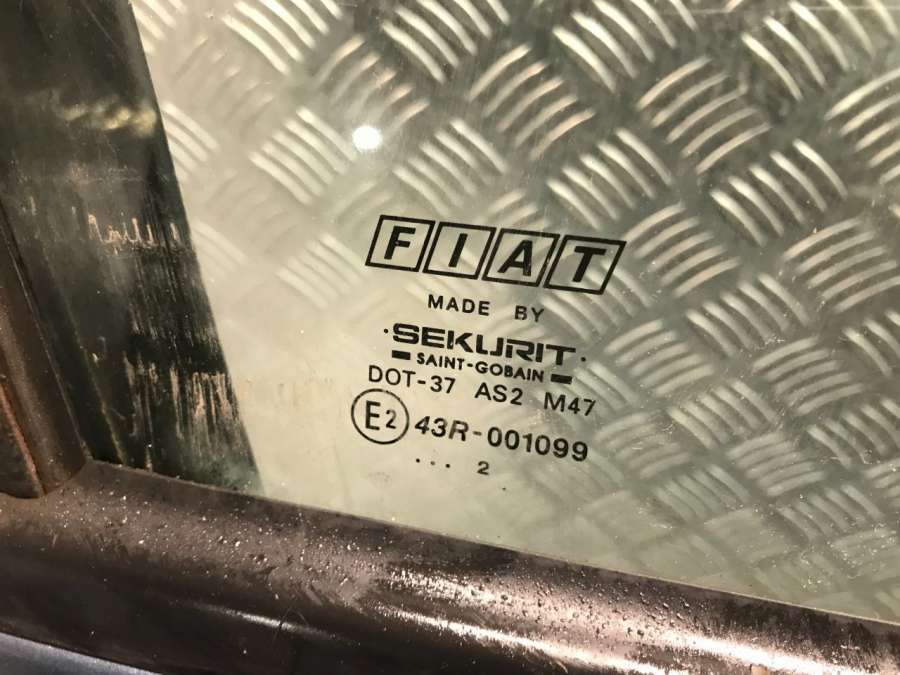 FIAT
MADE BY
·SEKURIT·
SAINT-GOBAIN
DOT-37 AS2 M47
E2 43R-001099
... 2